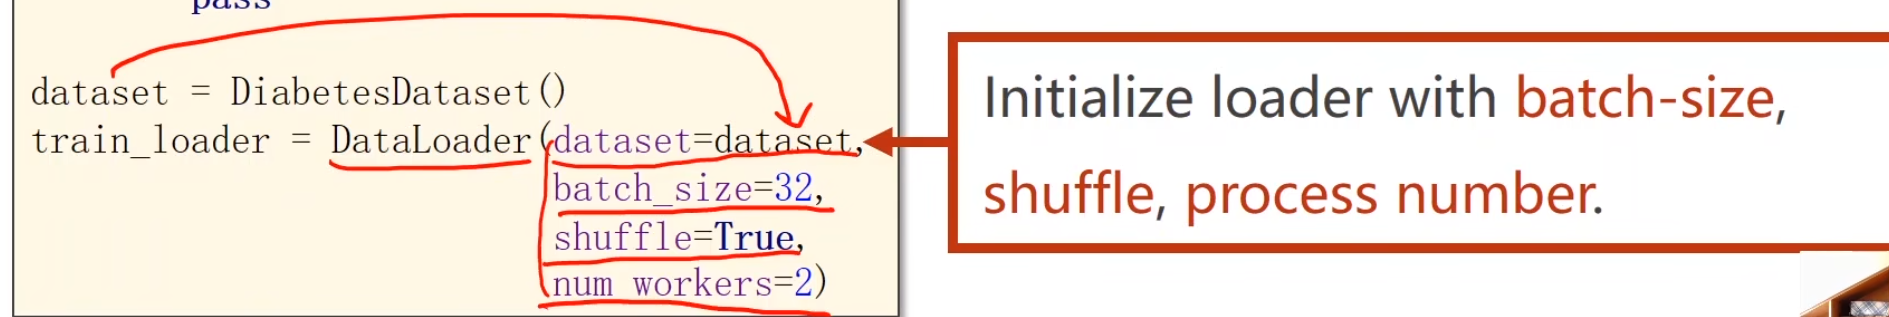 pass
dataset = DiabetesDataset()
train_loader = DataLoader(dataset=dataset,
batch_size=32,
shuffle=True,
num_workers=2)
Initialize loader with batch-size,
shuffle, process number.